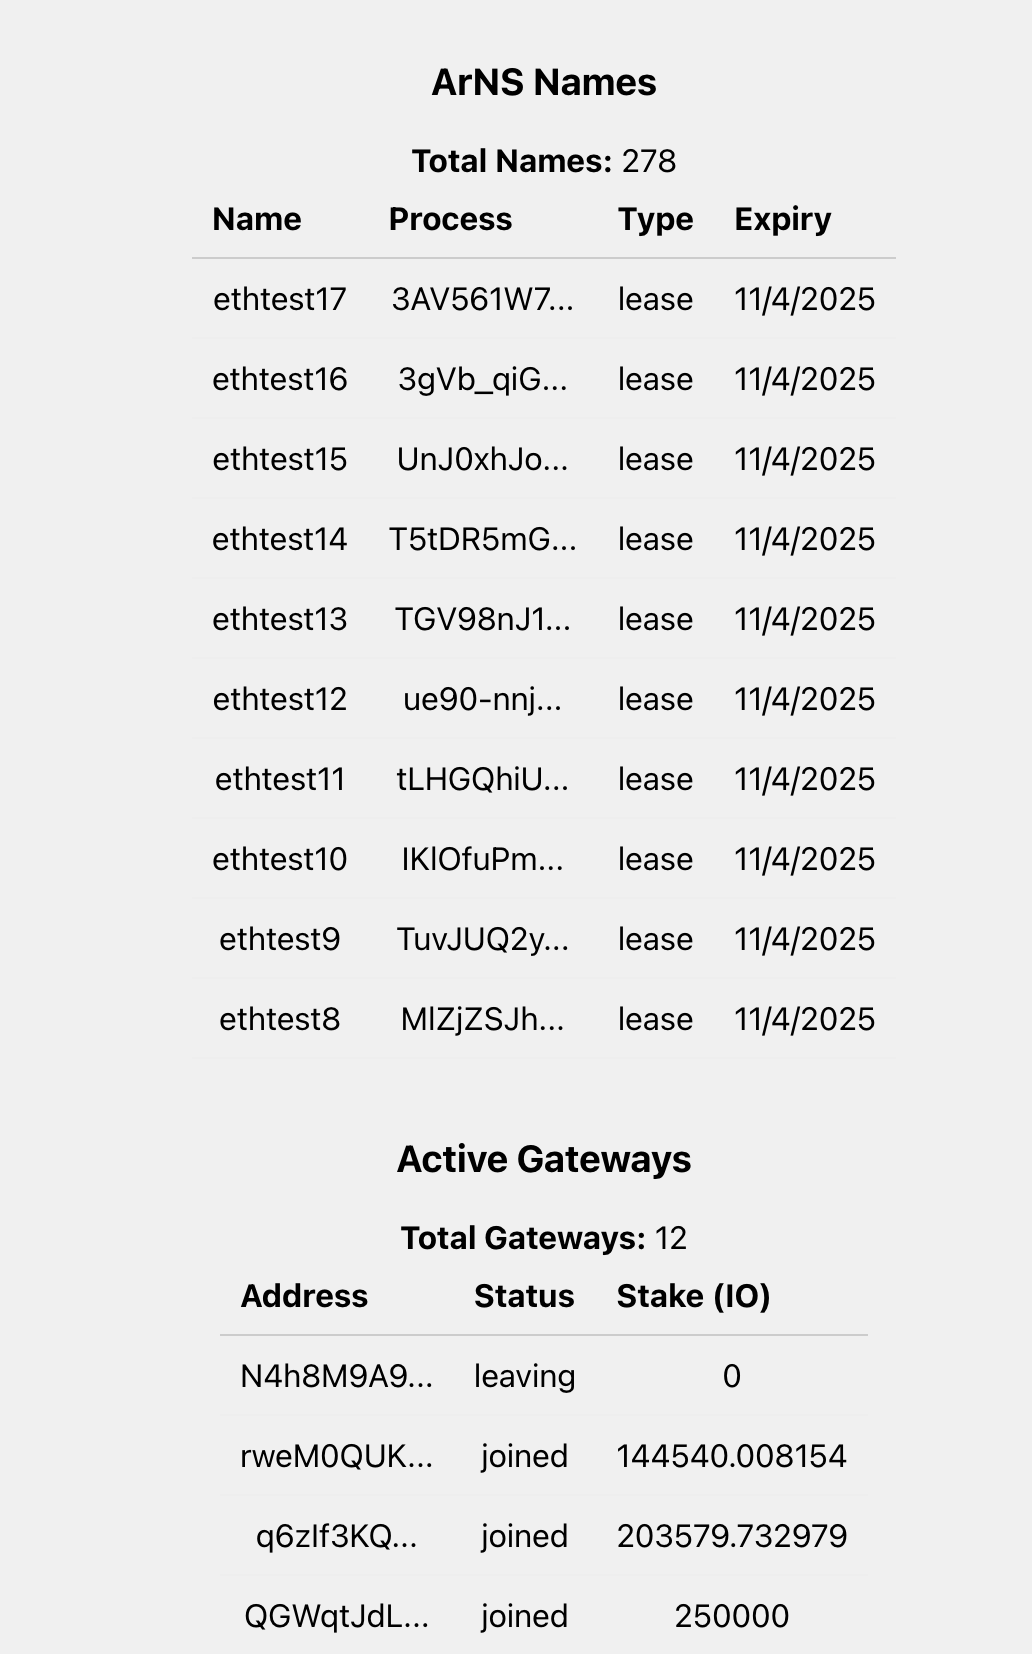 ArNS Names
Total Names: 278
Name Process Type Expiry
ethtest17 3AV561W7... lease 11/4/2025
ethtest16 3gVb_qiG... lease 11/4/2025
ethtest15 UnJ0xhJo... lease 11/4/2025
ethtest14 T5tDR5mG... lease 11/4/2025
ethtest13 TGV98nJ1... lease 11/4/2025
ethtest12 ue90-nnj... lease 11/4/2025
ethtest11 tLHGQhiU... lease 11/4/2025
ethtest10 IKlOfuPm... lease 11/4/2025
ethtest9 TuvJUQ2y... lease 11/4/2025
ethtest8 MlZjZSJh... lease 11/4/2025
Active Gateways
Total Gateways: 12
Address Status Stake (IO)
N4h8M9A9... leaving 0
rweM0QUK... joined 144540.008154
q6zIf3KQ... joined 203579.732979
QGWqtJdL... joined 250000